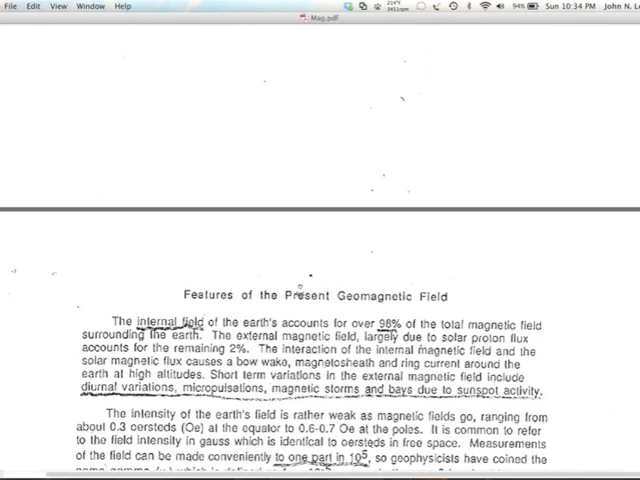 File Edit View Window Help 214°F 3451rpm 94% Sun 10:34 PM John N. Lo
Mag.pdf
Features of the Present Geomagnetic Field
The internal field of the earth's accounts for over 98% of the total magnetic field
surrounding the earth. The external magnetic field, largely due to solar proton flux
accounts for the remaining 2%. The interaction of the internal magnetic field and the
solar magnetic flux causes a bow wake, magnetosheath and ring current around the
earth at high altitudes. Short term variations in the external magnetic field include
diurnal variations, micropulsations, magnetic storms and bays due to sunspot activity.
The intensity of the earth's field is rather weak as magnetic fields go, ranging from
about 0.3 oersteds (Oe) at the equator to 0.6-0.7 Oe at the poles. It is common to refer
to the field intensity in gauss which is identical to oersteds in free space. Measurements
of the field can be made conveniently to one part in 10⁵, so geophysicists have coined the